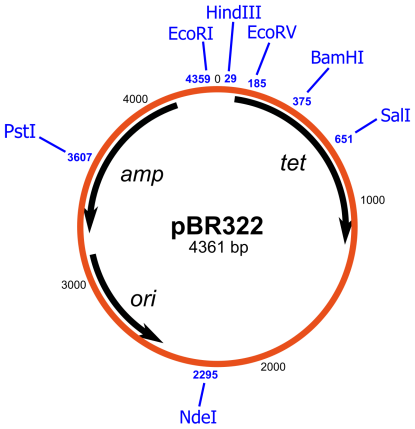 HindIII
EcoRI
EcoRV
BamHI
SalI
PstI
NdeI
4359
0
29
185
375
651
1000
2000
2295
3000
3607
4000
amp
tet
ori
pBR322
4361 bp